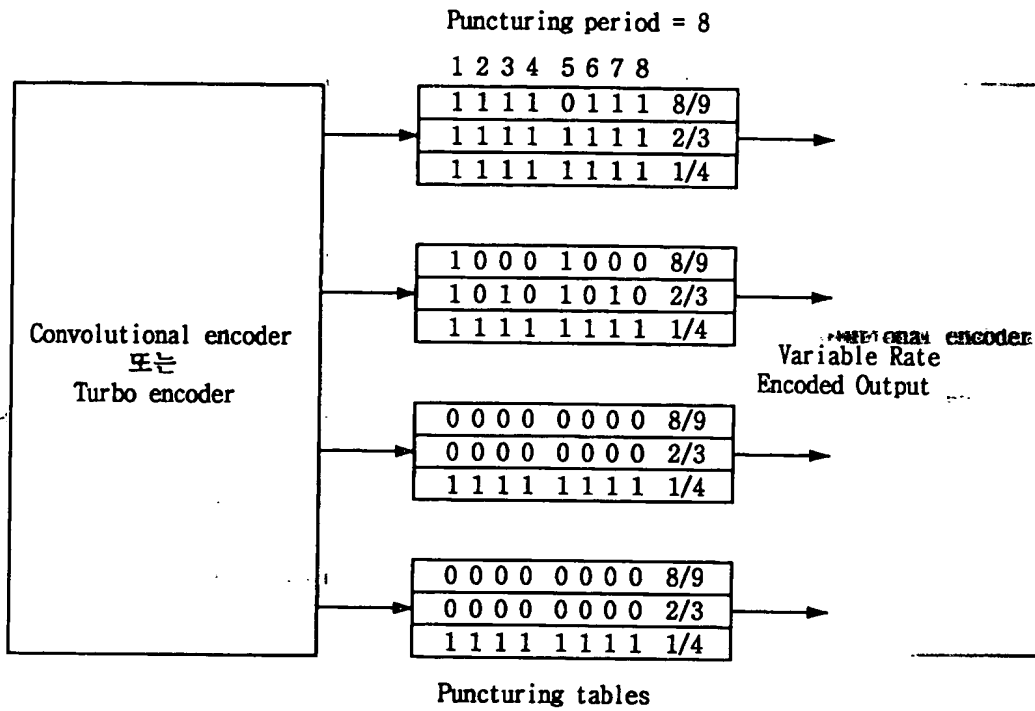 Puncturing period = 8
1 2 3 4 5 6 7 8
1 1 1 1 0 1 1 1 8/9
1 1 1 1 1 1 1 1 2/3
1 1 1 1 1 1 1 1 1/4
1 0 0 0 1 0 0 0 8/9
1 0 1 0 1 0 1 0 2/3
1 1 1 1 1 1 1 1 1/4
Convolutional encoder
또는
Turbo encoder
encoder
Variable Rate
Encoded Output
0 0 0 0 0 0 0 0 8/9
0 0 0 0 0 0 0 0 2/3
1 1 1 1 1 1 1 1 1/4
0 0 0 0 0 0 0 0 8/9
0 0 0 0 0 0 0 0 2/3
1 1 1 1 1 1 1 1 1/4
Puncturing tables